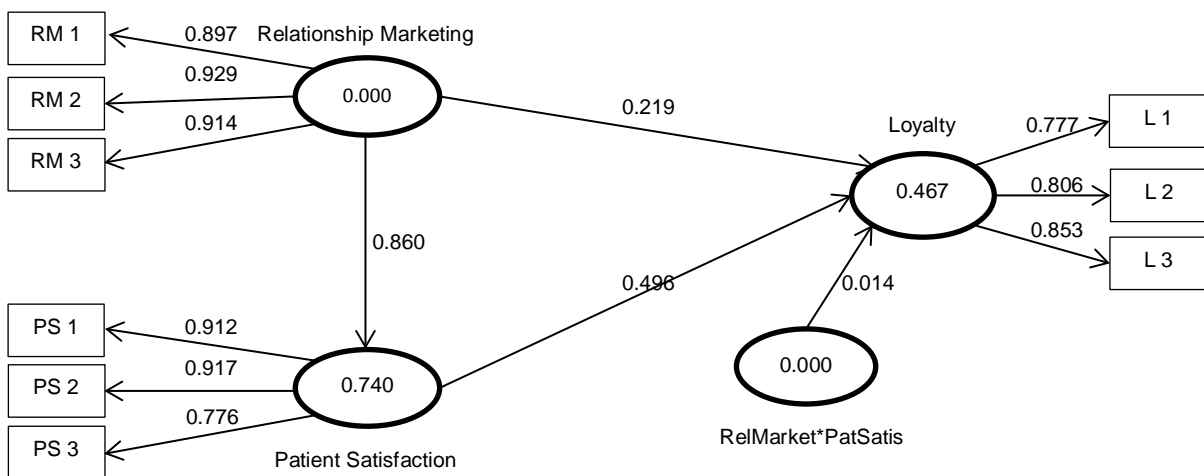 RM 1
0.897
Relationship Marketing
RM 2
0.929
0.000
0.914
RM 3
0.219
Loyalty
0.777
L 1
0.467
0.806
L 2
0.853
L 3
0.860
0.496
0.014
PS 1
0.912
PS 2
0.917
0.740
0.776
PS 3
0.000
RelMarket*PatSatis
Patient Satisfaction